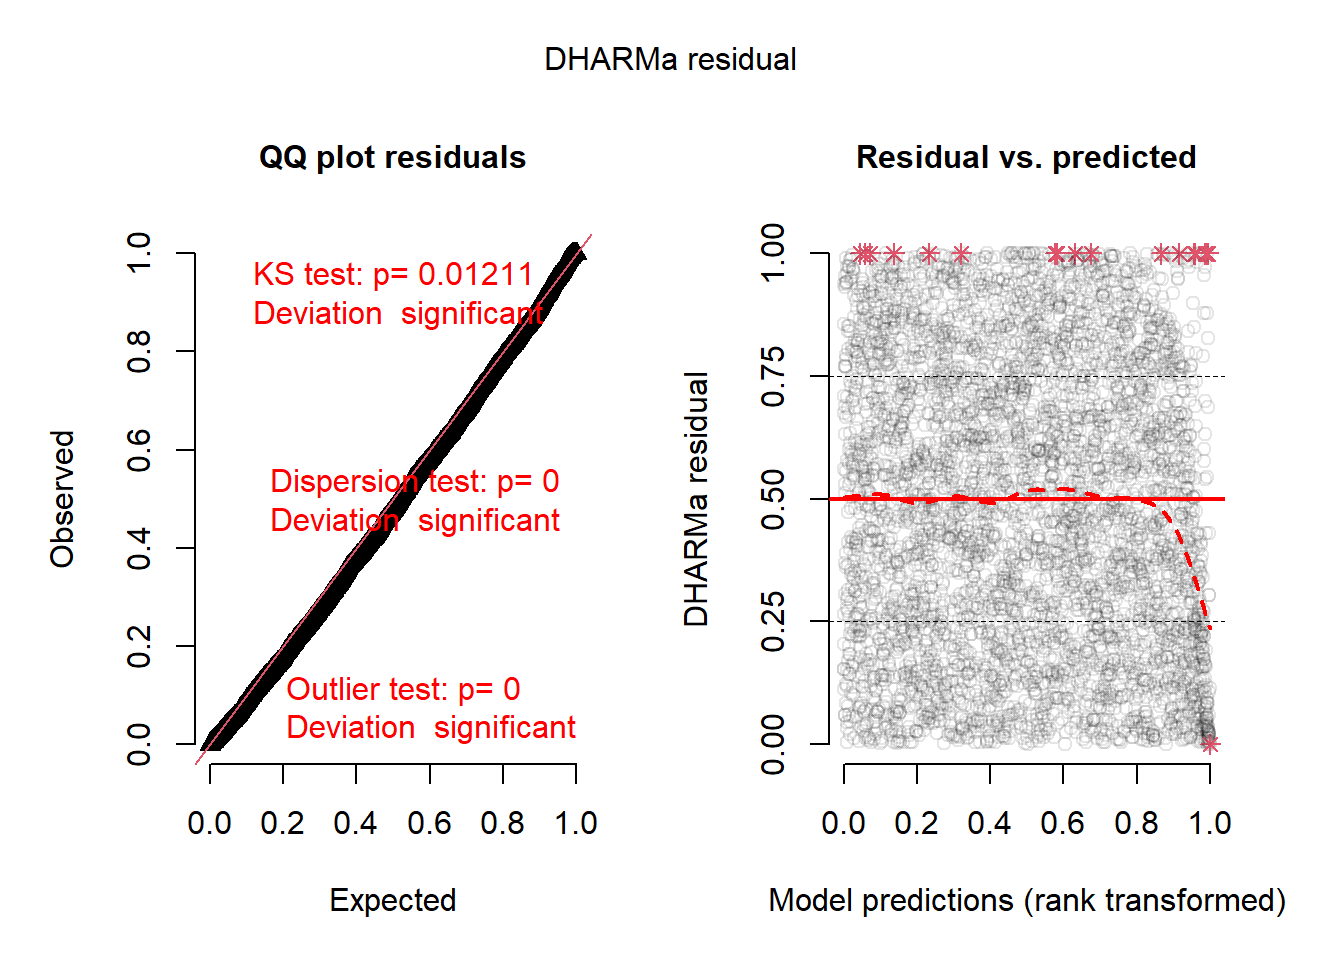 DHARMa residual
QQ plot residuals
KS test: p= 0.01211
Deviation  significant
Dispersion test: p= 0
Deviation  significant
Outlier test: p= 0
Deviation  significant
Observed
0.0
0.2
0.4
0.6
0.8
1.0
0.0 0.2 0.4 0.6 0.8 1.0
Expected
Residual vs. predicted
DHARMa residual
0.00
0.25
0.50
0.75
1.00
0.0 0.2 0.4 0.6 0.8 1.0
Model predictions (rank transformed)